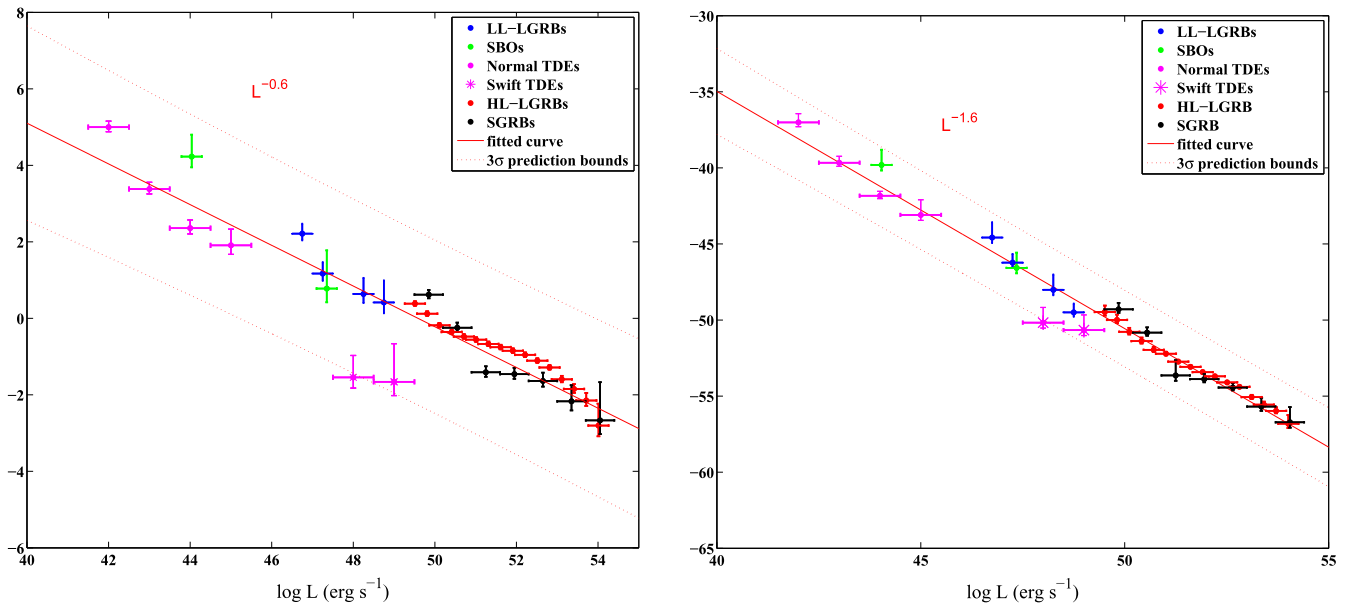 8
6
4
2
0
−2
−4
−6
40
42
44
46
48
50
52
54
log L (erg s⁻¹)
L⁻⁰·⁶
LL−LGRBs
SBOs
Normal TDEs
Swift TDEs
HL−LGRBs
SGRBs
fitted curve
3σ prediction bounds
−30
−35
−40
−45
−50
−55
−60
−65
40
45
50
55
log L (erg s⁻¹)
L⁻¹·⁶
LL−LGRBs
SBOs
Normal TDEs
Swift TDEs
HL−LGRB
SGRB
fitted curve
3σ prediction bounds